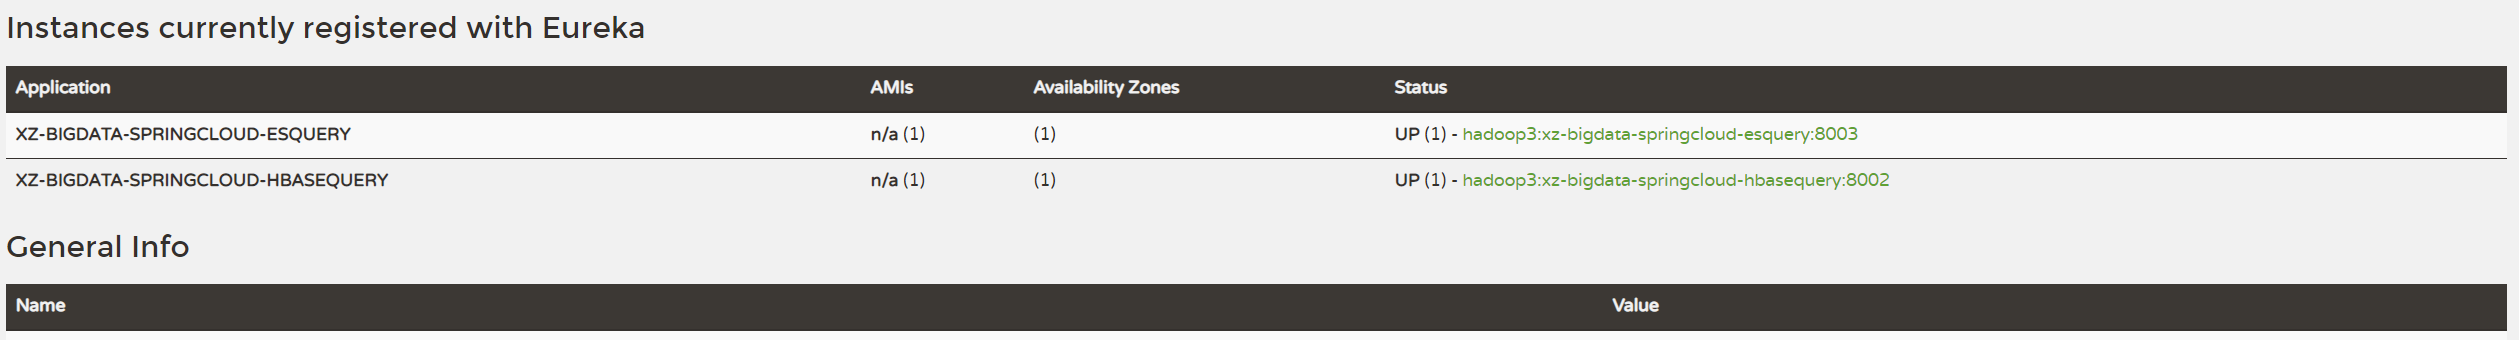 Instances currently registered with Eureka
Application AMIs Availability Zones Status
XZ-BIGDATA-SPRINGCLOUD-ESQUERY n/a (1) (1) UP (1) - hadoop3:xz-bigdata-springcloud-esquery:8003
XZ-BIGDATA-SPRINGCLOUD-HBASEQUERY n/a (1) (1) UP (1) - hadoop3:xz-bigdata-springcloud-hbasequery:8002
General Info
Name Value